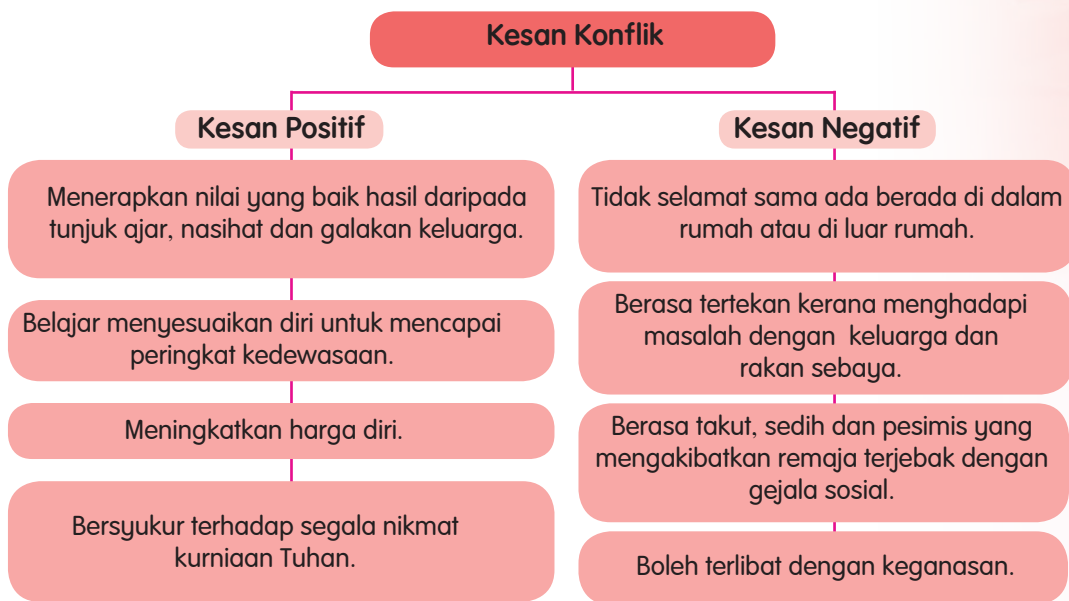 Kesan Konflik
Kesan Positif
Menerapkan nilai yang baik hasil daripada
tunjuk ajar, nasihat dan galakan keluarga.
Belajar menyesuaikan diri untuk mencapai
peringkat kedewasaan.
Meningkatkan harga diri.
Bersyukur terhadap segala nikmat
kurniaan Tuhan.
Kesan Negatif
Tidak selamat sama ada berada di dalam
rumah atau di luar rumah.
Berasa tertekan kerana menghadapi
masalah dengan keluarga dan
rakan sebaya.
Berasa takut, sedih dan pesimis yang
mengakibatkan remaja terjebak dengan
gejala sosial.
Boleh terlibat dengan keganasan.